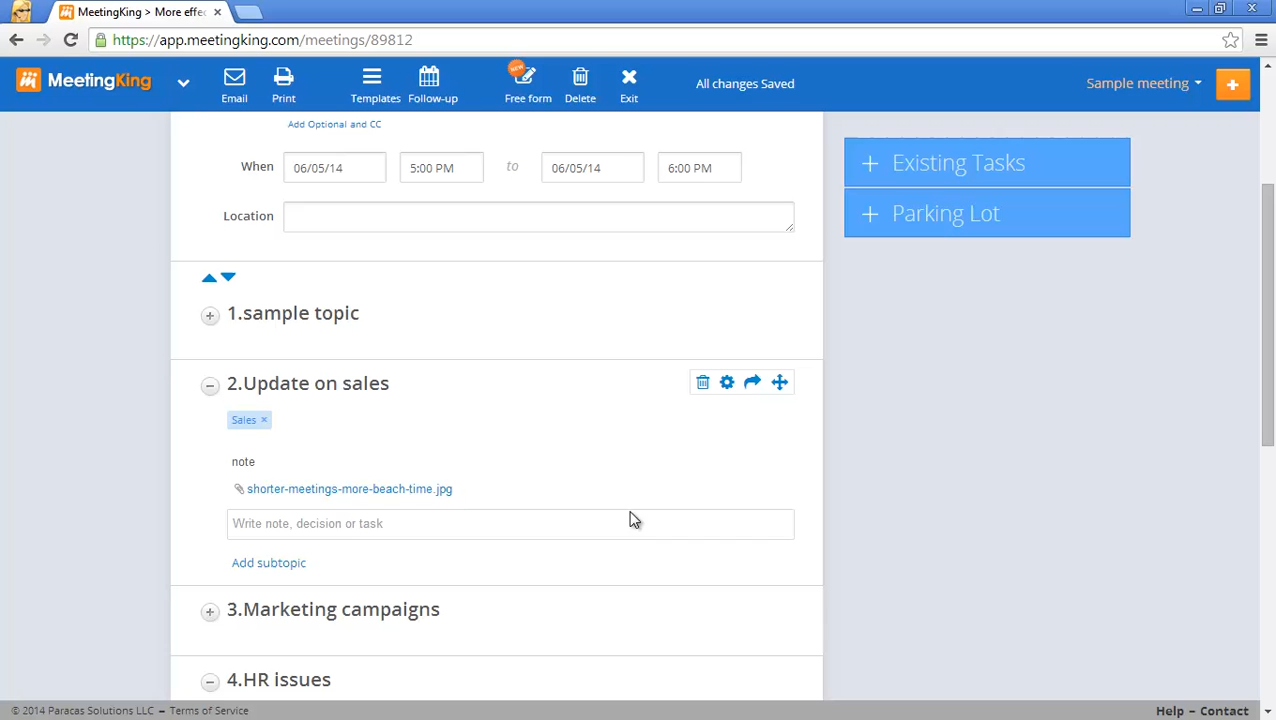 MeetingKing > More effe
https://app.meetingking.com/meetings/89812
MeetingKing
Email
Print
Templates
Follow-up
NEW
Free form
Delete
Exit
All changes Saved
Sample meeting
Add Optional and CC
When 06/05/14 5:00 PM to 06/05/14 6:00 PM
Location
+ Existing Tasks
+ Parking Lot
1.sample topic
2.Update on sales
Sales ×
note
shorter-meetings-more-beach-time.jpg
Write note, decision or task
Add subtopic
3.Marketing campaigns
4.HR issues
© 2014 Paracas Solutions LLC – Terms of Service
Help – Contact